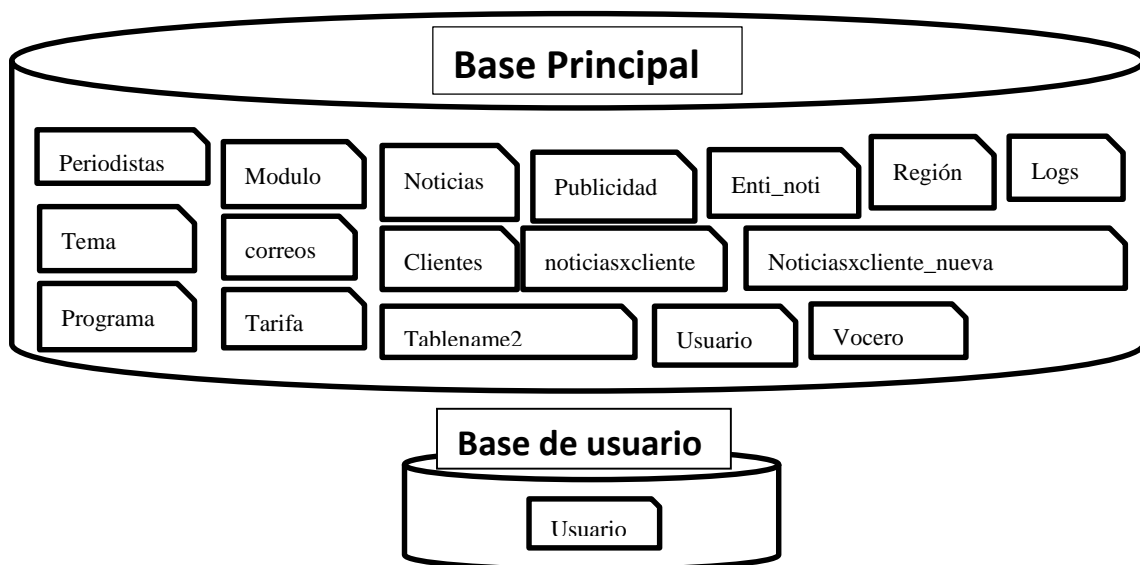 Base Principal
Periodistas
Modulo
Noticias
Publicidad
Enti_noti
Región
Logs
Tema
correos
Clientes
noticiasxcliente
Noticiasxcliente_nueva
Programa
Tarifa
Tablename2
Usuario
Vocero
Base de usuario
Usuario